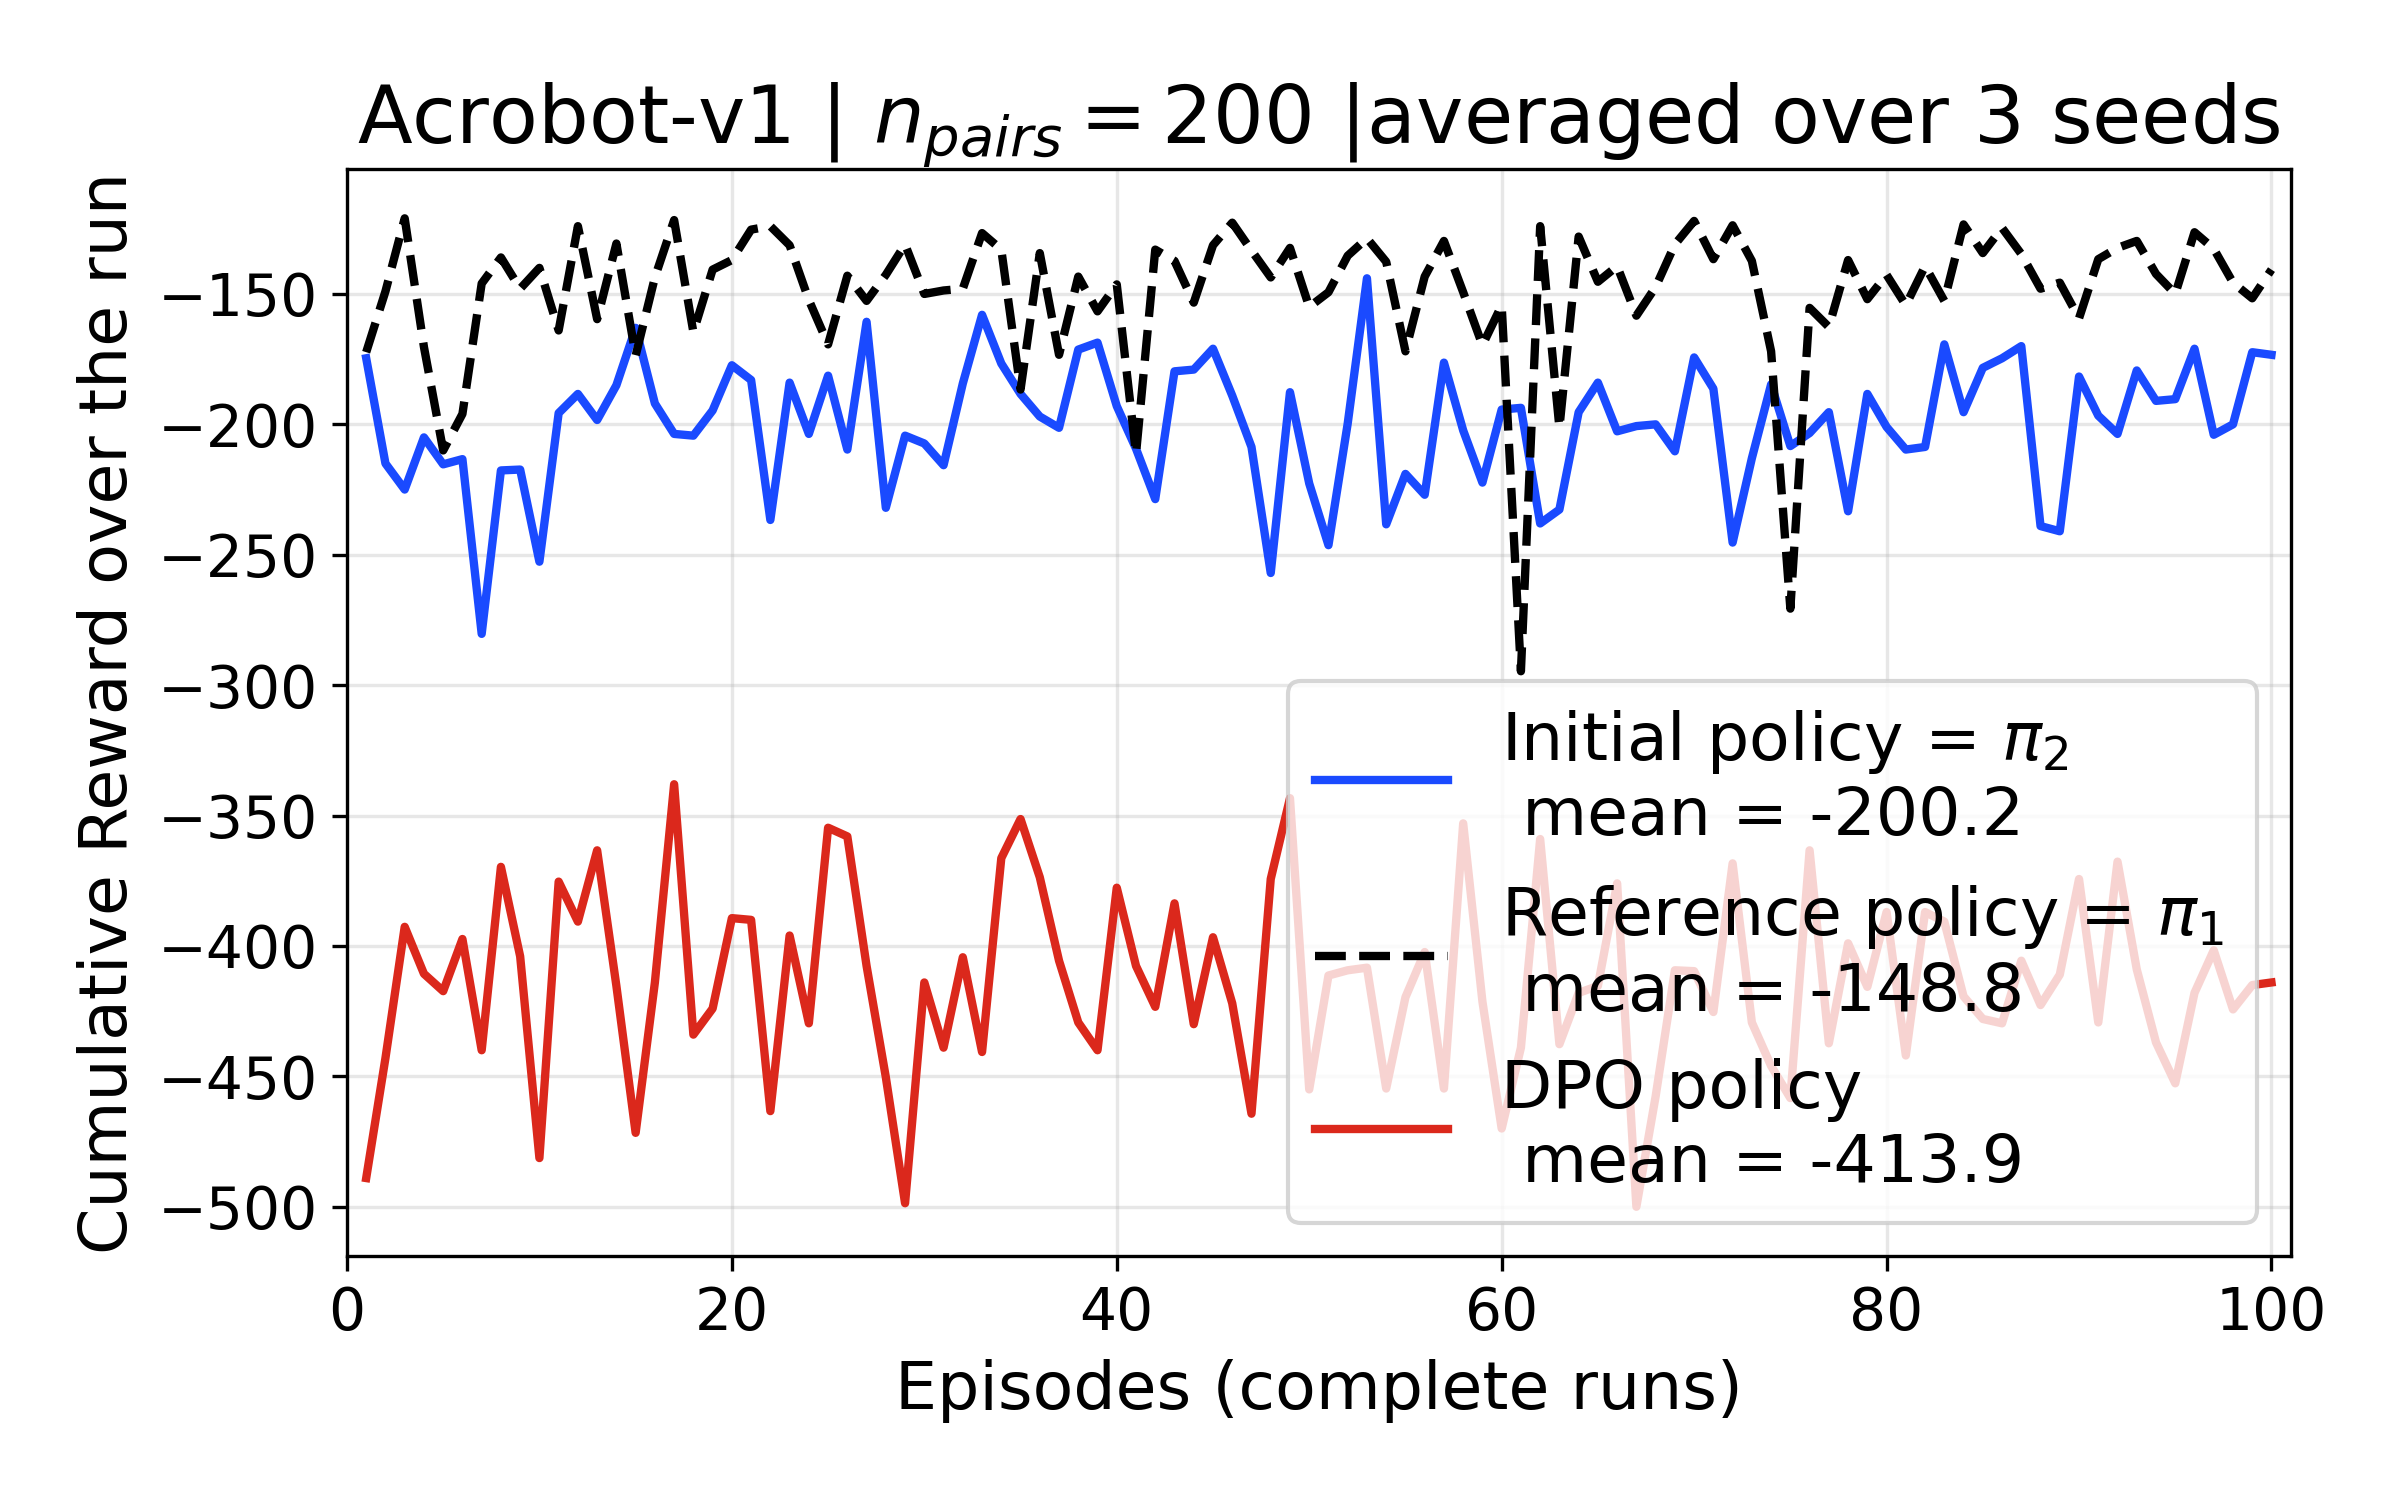 Acrobot-v1 | n_pairs = 200 |averaged over 3 seeds
Cumulative Reward over the run
−150
−200
−250
−300
−350
−400
−450
−500
Initial policy = π₂
mean = -200.2
Reference policy = π₁
mean = -148.8
DPO policy
mean = -413.9
0 20 40 60 80 100
Episodes (complete runs)